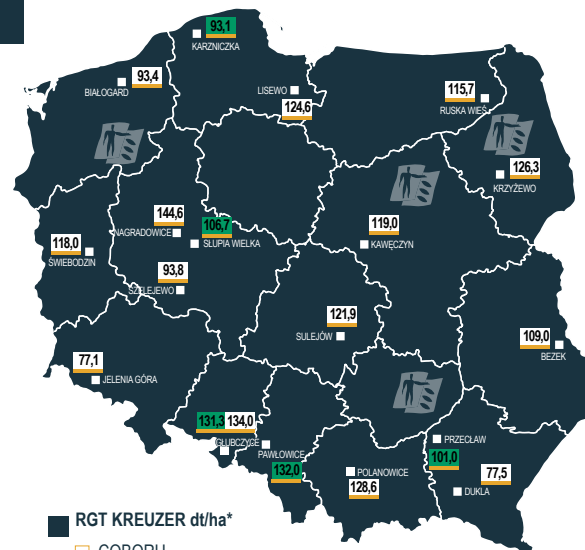 93,1
KARZNICZKA
93,4
BIAŁOGARD
LISEWO
124,6
115,7
RUSKA WIEŚ
126,3
KRZYŻEWO
144,6
NAGRADOWICE
106,7
SŁUPIA WIELKA
119,0
KAWĘCZYN
118,0
ŚWIEBODZIN
93,8
SZELEJEWO
121,9
SULEJÓW
109,0
BEZEK
77,1
JELENIA GÓRA
131,3 134,0
GŁUBCZYCE
PAWŁOWICE
132,0
POLANOWICE
128,6
PRZECŁAW
101,0
77,5
DUKLA
RGT KREUZER dt/ha*
COBORU